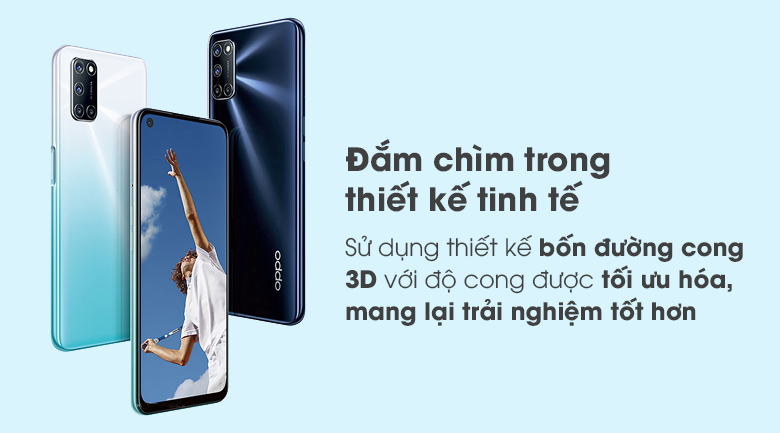 oppo
Đắm chìm trong
thiết kế tinh tế
Sử dụng thiết kế bốn đường cong
3D với độ cong được tối ưu hóa,
mang lại trải nghiệm tốt hơn